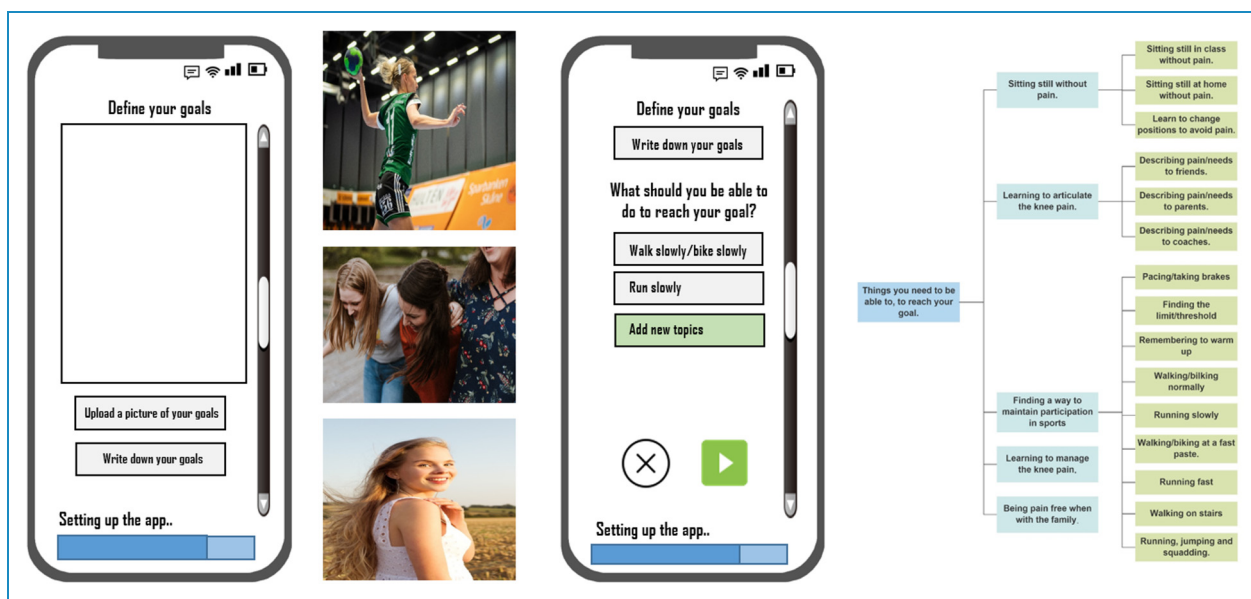 Define your goals
Upload a picture of your goals
Write down your goals
Setting up the app..
11
HULTEN
Sparbanken
Skåne
Define your goals
Write down your goals
What should you be able to
do to reach your goal?
Walk slowly/bike slowly
Run slowly
Add new topics
Setting up the app..
Things you need to be
able to, to reach your
goal.
Sitting still without
pain.
Sitting still in class
without pain.
Sitting still at home
without pain.
Learn to change
positions to avoid pain.
Learning to articulate
the knee pain.
Describing pain/needs
to friends.
Describing pain/needs
to parents.
Describing pain/needs
to coaches.
Finding a way to
maintain participation
in sports
Pacing/taking brakes
Finding the
limit/threshold
Remembering to warm
up
Walking/bilking
normally
Running slowly
Walking/biking at a fast
paste.
Running fast
Walking on stairs
Running, jumping and
squadding.
Learning to manage
the knee pain.
Being pain free when
with the family.